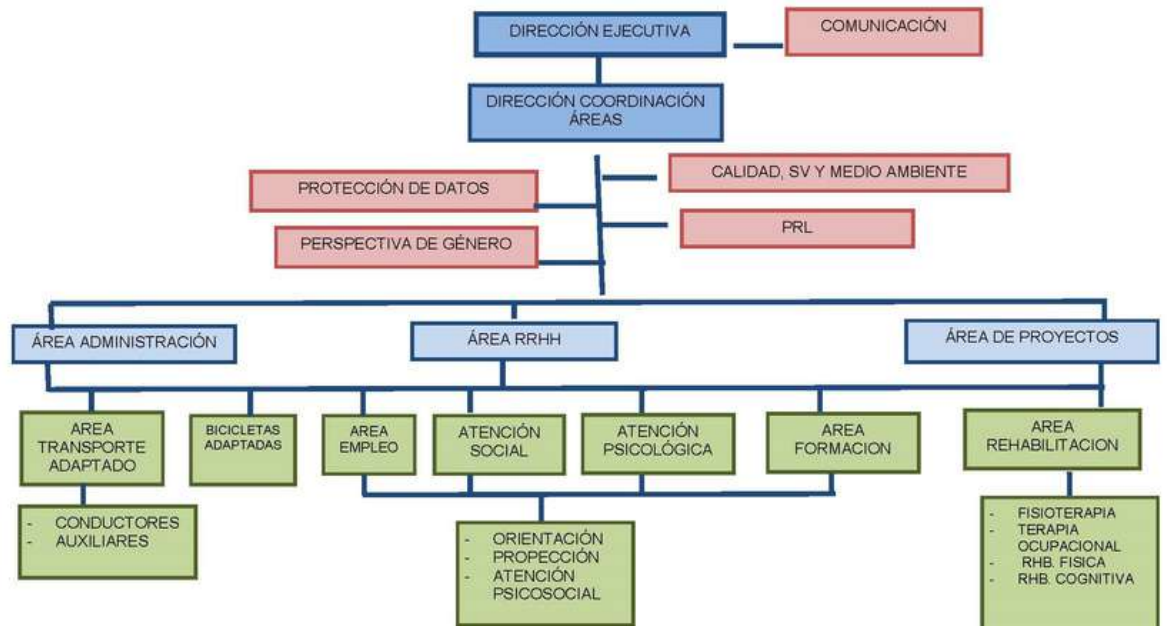 DIRECCIÓN EJECUTIVA
COMUNICACIÓN
DIRECCIÓN COORDINACIÓN
ÁREAS
CALIDAD, SV Y MEDIO AMBIENTE
PROTECCIÓN DE DATOS
PRL
PERSPECTIVA DE GÉNERO
ÁREA ADMINISTRACIÓN
ÁREA RRHH
ÁREA DE PROYECTOS
AREA
TRANSPORTE
ADAPTADO
BICICLETAS
ADAPTADAS
AREA
EMPLEO
ATENCIÓN
SOCIAL
ATENCIÓN
PSICOLÓGICA
AREA
FORMACION
AREA
REHABILITACION
- CONDUCTORES
- AUXILIARES
- ORIENTACIÓN
- PROPECCIÓN
- ATENCIÓN
PSICOSOCIAL
- FISIOTERAPIA
- TERAPIA
OCUPACIONAL
- RHB. FISICA
- RHB. COGNITIVA